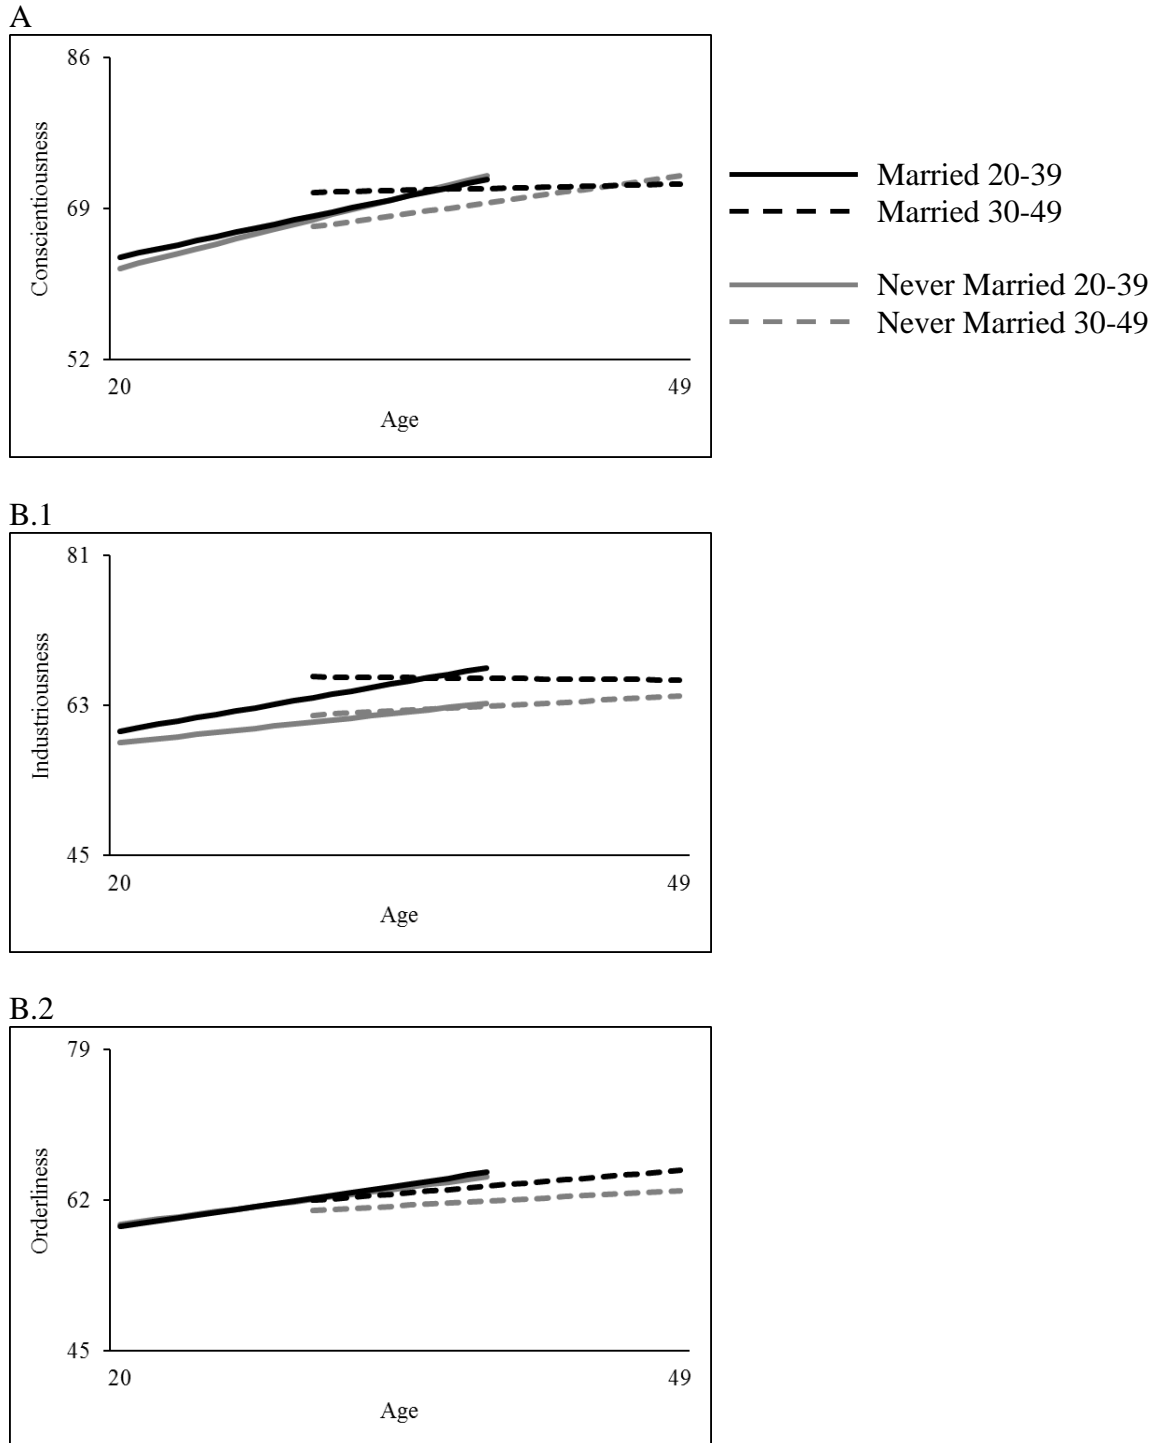 A
86
69
52
Conscientiousness
20
49
Age
Married 20-39
Married 30-49
Never Married 20-39
Never Married 30-49
B.1
81
63
45
Industriousness
20
49
Age
B.2
79
62
45
Orderliness
20
49
Age